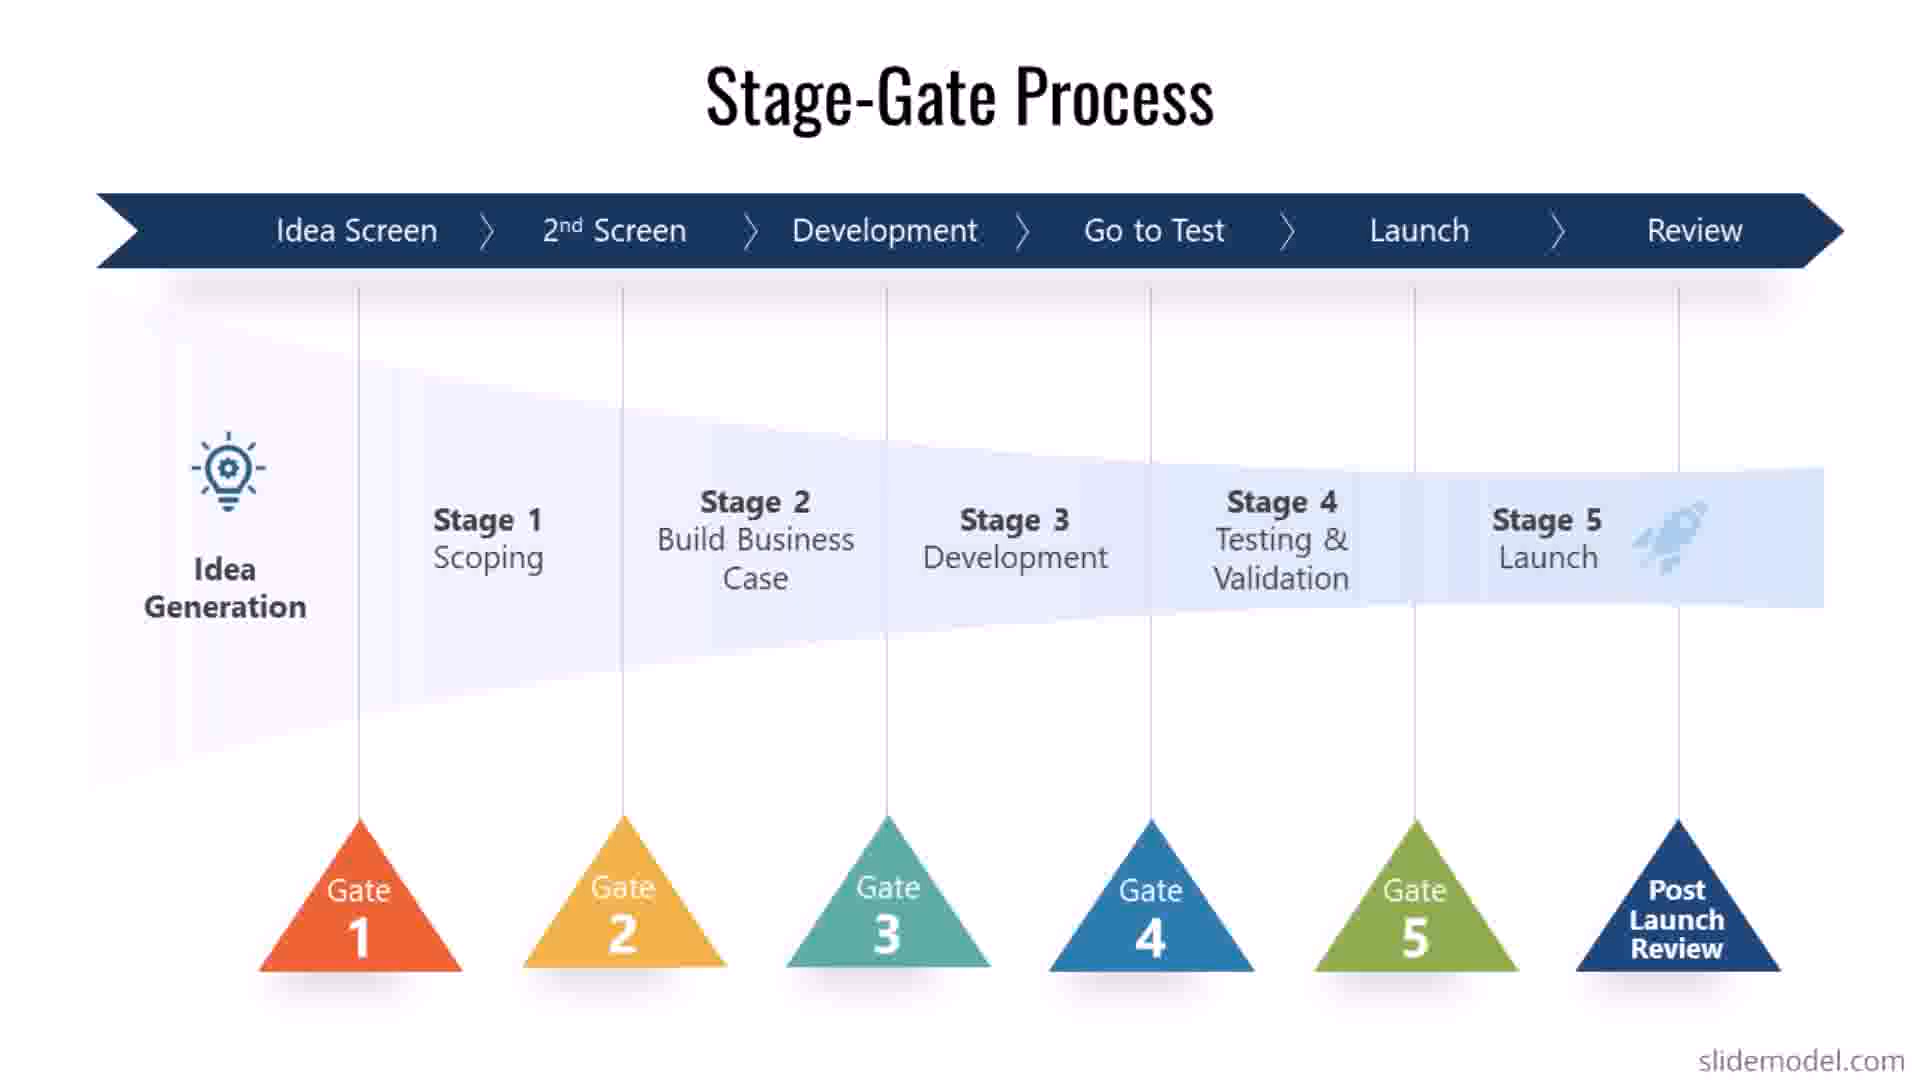 Stage-Gate Process
Idea Screen
2nd Screen
Development
Go to Test
Launch
Review
Idea
Generation
Stage 1
Scoping
Stage 2
Build Business
Case
Stage 3
Development
Stage 4
Testing &
Validation
Stage 5
Launch
Gate
1
Gate
2
Gate
3
Gate
4
Gate
5
Post
Launch
Review
slidemodel.com